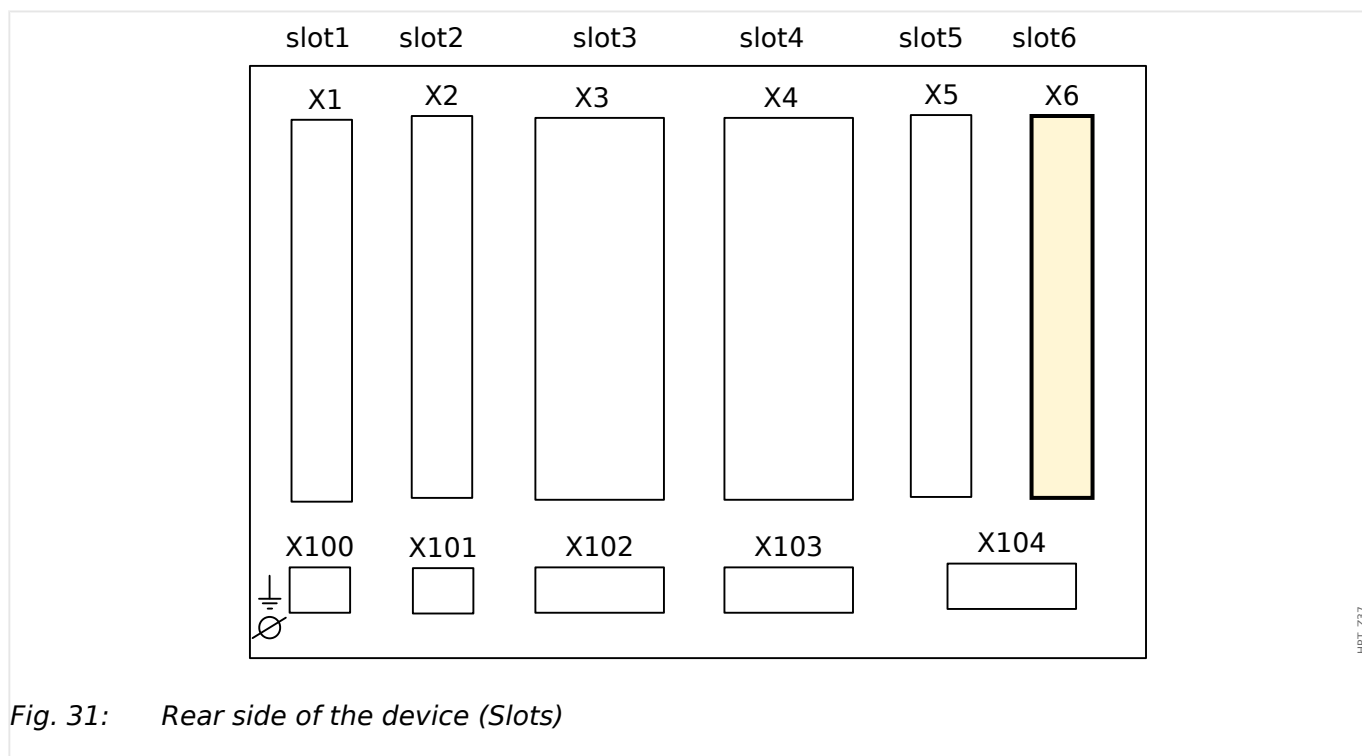 slot1 slot2 slot3 slot4 slot5 slot6
X1 X2 X3 X4 X5 X6
X100 X101 X102 X103 X104
Fig. 31: Rear side of the device (Slots)